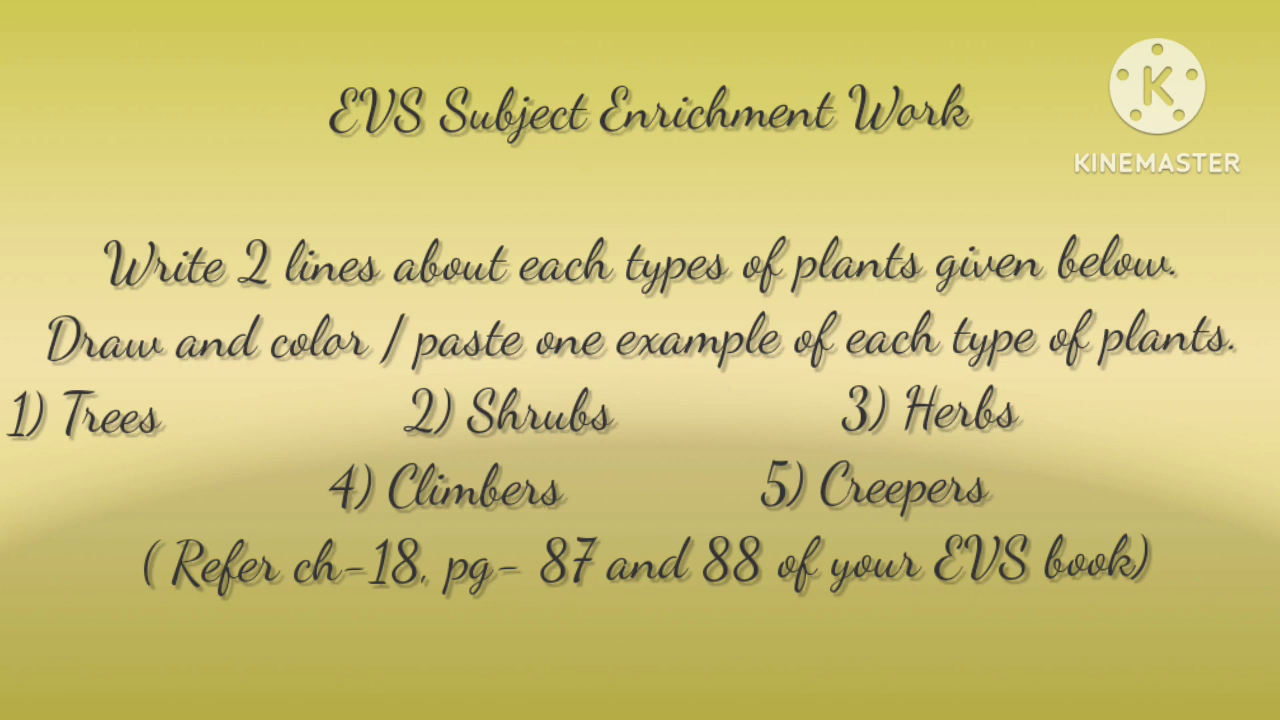 EVS Subject Enrichment Work
K
KINEMASTER
Write 2 lines about each types of plants given below.
Draw and color / paste one example of each type of plants.
1) Trees 2) Shrubs 3) Herbs
4) Climbers 5) Creepers
( Refer ch-18, pg- 87 and 88 of your EVS book)